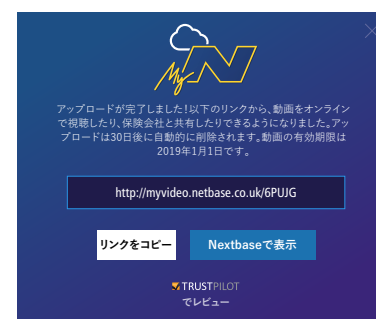 My N
アップロードが完了しました！以下のリンクから、動画をオンライン
で視聴したり、保険会社と共有したりできるようになりました。アッ
プロードは30日後に自動的に削除されます。動画の有効期限は
2019年1月1日です。
http://myvideo.netbase.co.uk/6PUJG
リンクをコピー
Nextbaseで表示
TRUSTPILOT
でレビュー